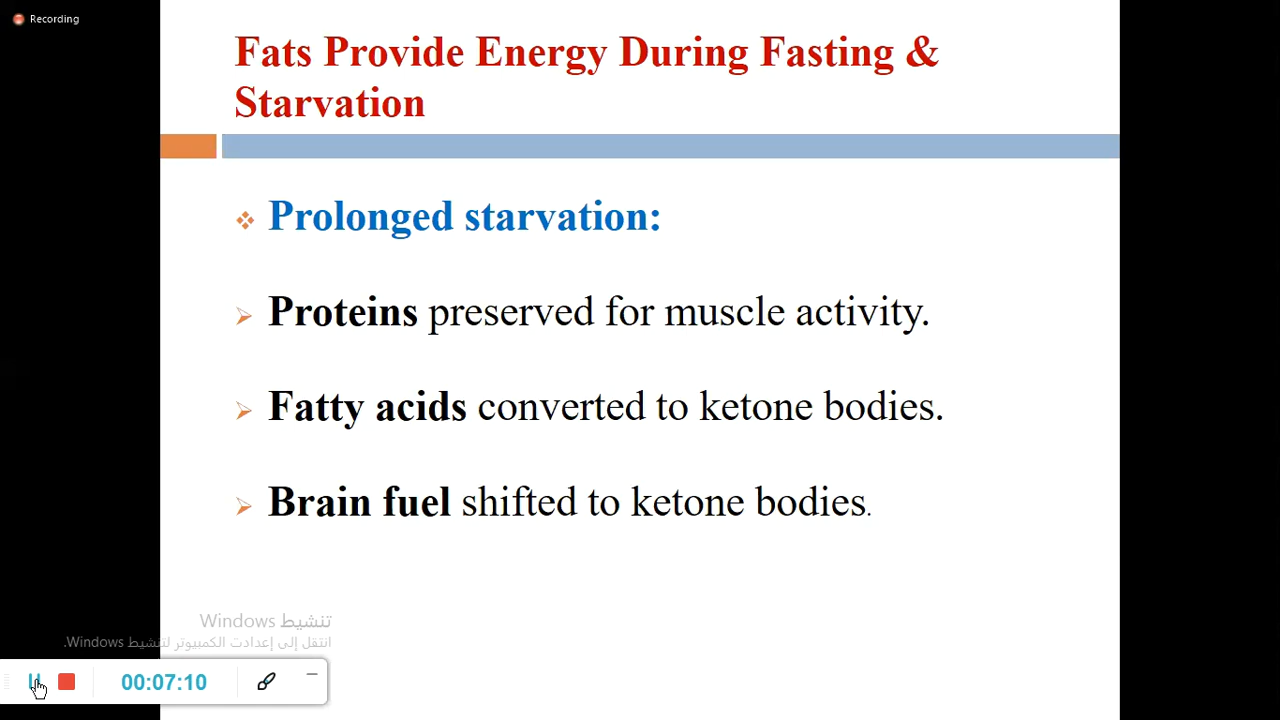 Recording
Fats Provide Energy During Fasting &
Starvation
Prolonged starvation:
Proteins preserved for muscle activity.
Fatty acids converted to ketone bodies.
Brain fuel shifted to ketone bodies.
تنشيط Windows
انتقل إلى إعدادت الكمبيوتر لتنشيط Windows.
00:07:10